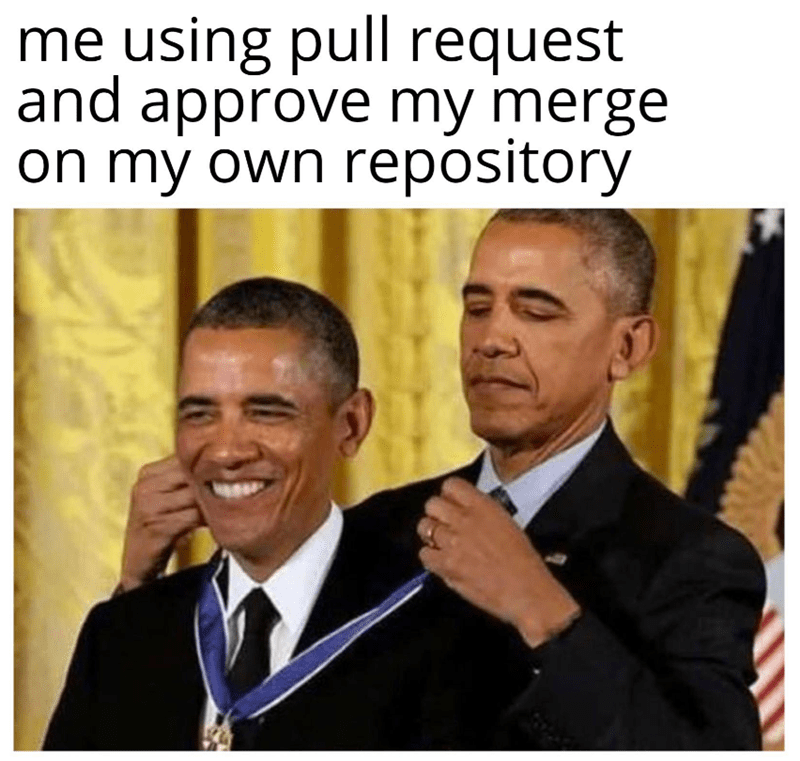 me using pull request
and approve my merge
on my own repository